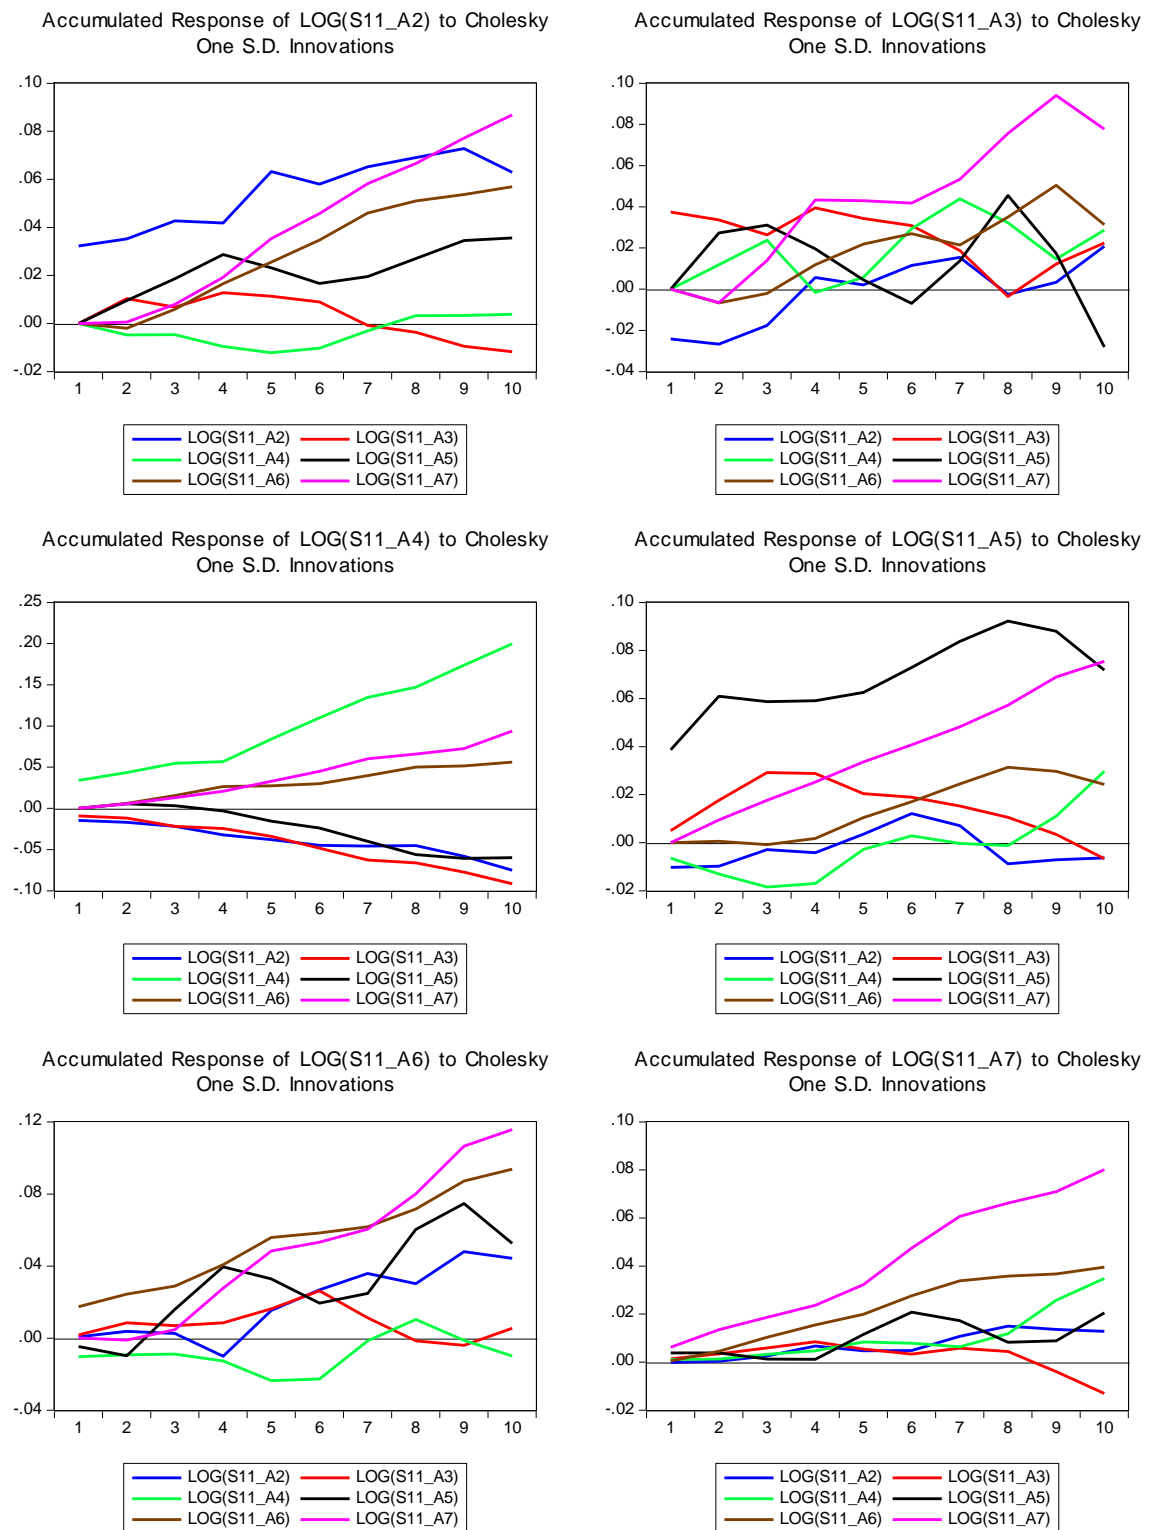 Accumulated Response of LOG(S11_A2) to Cholesky
One S.D. Innovations
.10
.08
.06
.04
.02
.00
-.02
1 2 3 4 5 6 7 8 9 10
LOG(S11_A2) LOG(S11_A3)
LOG(S11_A4) LOG(S11_A5)
LOG(S11_A6) LOG(S11_A7)
Accumulated Response of LOG(S11_A3) to Cholesky
One S.D. Innovations
.10
.08
.06
.04
.02
.00
-.02
-.04
1 2 3 4 5 6 7 8 9 10
LOG(S11_A2) LOG(S11_A3)
LOG(S11_A4) LOG(S11_A5)
LOG(S11_A6) LOG(S11_A7)
Accumulated Response of LOG(S11_A4) to Cholesky
One S.D. Innovations
.25
.20
.15
.10
.05
.00
-.05
-.10
1 2 3 4 5 6 7 8 9 10
LOG(S11_A2) LOG(S11_A3)
LOG(S11_A4) LOG(S11_A5)
LOG(S11_A6) LOG(S11_A7)
Accumulated Response of LOG(S11_A5) to Cholesky
One S.D. Innovations
.10
.08
.06
.04
.02
.00
-.02
1 2 3 4 5 6 7 8 9 10
LOG(S11_A2) LOG(S11_A3)
LOG(S11_A4) LOG(S11_A5)
LOG(S11_A6) LOG(S11_A7)
Accumulated Response of LOG(S11_A6) to Cholesky
One S.D. Innovations
.12
.08
.04
.00
-.04
1 2 3 4 5 6 7 8 9 10
LOG(S11_A2) LOG(S11_A3)
LOG(S11_A4) LOG(S11_A5)
LOG(S11_A6) LOG(S11_A7)
Accumulated Response of LOG(S11_A7) to Cholesky
One S.D. Innovations
.10
.08
.06
.04
.02
.00
-.02
1 2 3 4 5 6 7 8 9 10
LOG(S11_A2) LOG(S11_A3)
LOG(S11_A4) LOG(S11_A5)
LOG(S11_A6) LOG(S11_A7)